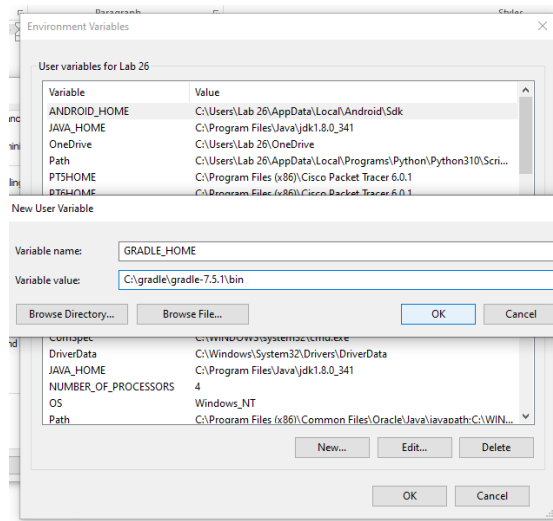 Paragraph Styles
Environment Variables
User variables for Lab 26
Variable Value
ANDROID_HOME C:\Users\Lab 26\AppData\Local\Android\Sdk
JAVA_HOME C:\Program Files\Java\jdk1.8.0_341
OneDrive C:\Users\Lab 26\OneDrive
Path C:\Users\Lab 26\AppData\Local\Programs\Python\Python310\Scri...
PT5HOME C:\Program Files (x86)\Cisco Packet Tracer 6.0.1
PT6HOME C:\Program Files (x86)\Cisco Packet Tracer 6.0.1
New User Variable
Variable name: GRADLE_HOME
Variable value: C:\gradle\gradle-7.5.1\bin
Browse Directory... Browse File... OK Cancel
ComSpec C:\WINDOWS\system32\cmd.exe
DriverData C:\Windows\System32\Drivers\DriverData
JAVA_HOME C:\Program Files\Java\jdk1.8.0_341
NUMBER_OF_PROCESSORS 4
OS Windows_NT
Path C:\Program Files (x86)\Common Files\Oracle\Java\javapath;C:\WIN...
New... Edit... Delete
OK Cancel